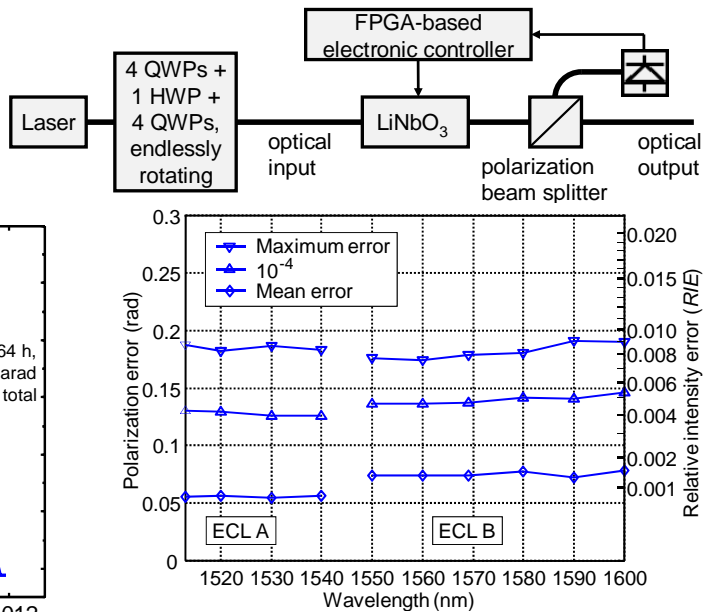 FPGA-based
electronic controller
4 QWPs +
1 HWP +
4 QWPs,
endlessly
rotating
Laser
LiNbO3
optical
input
polarization
beam splitter
optical
output
64 h,
arad
total
2012
0.3
0.25
0.2
0.15
0.1
0.05
0
Polarization error (rad)
Maximum error
10-4
Mean error
ECL A
ECL B
1520 1530 1540 1550 1560 1570 1580 1590 1600
Wavelength (nm)
0.020
0.015
0.010
0.008
0.006
0.004
0.002
0.001
Relative intensity error (RIE)